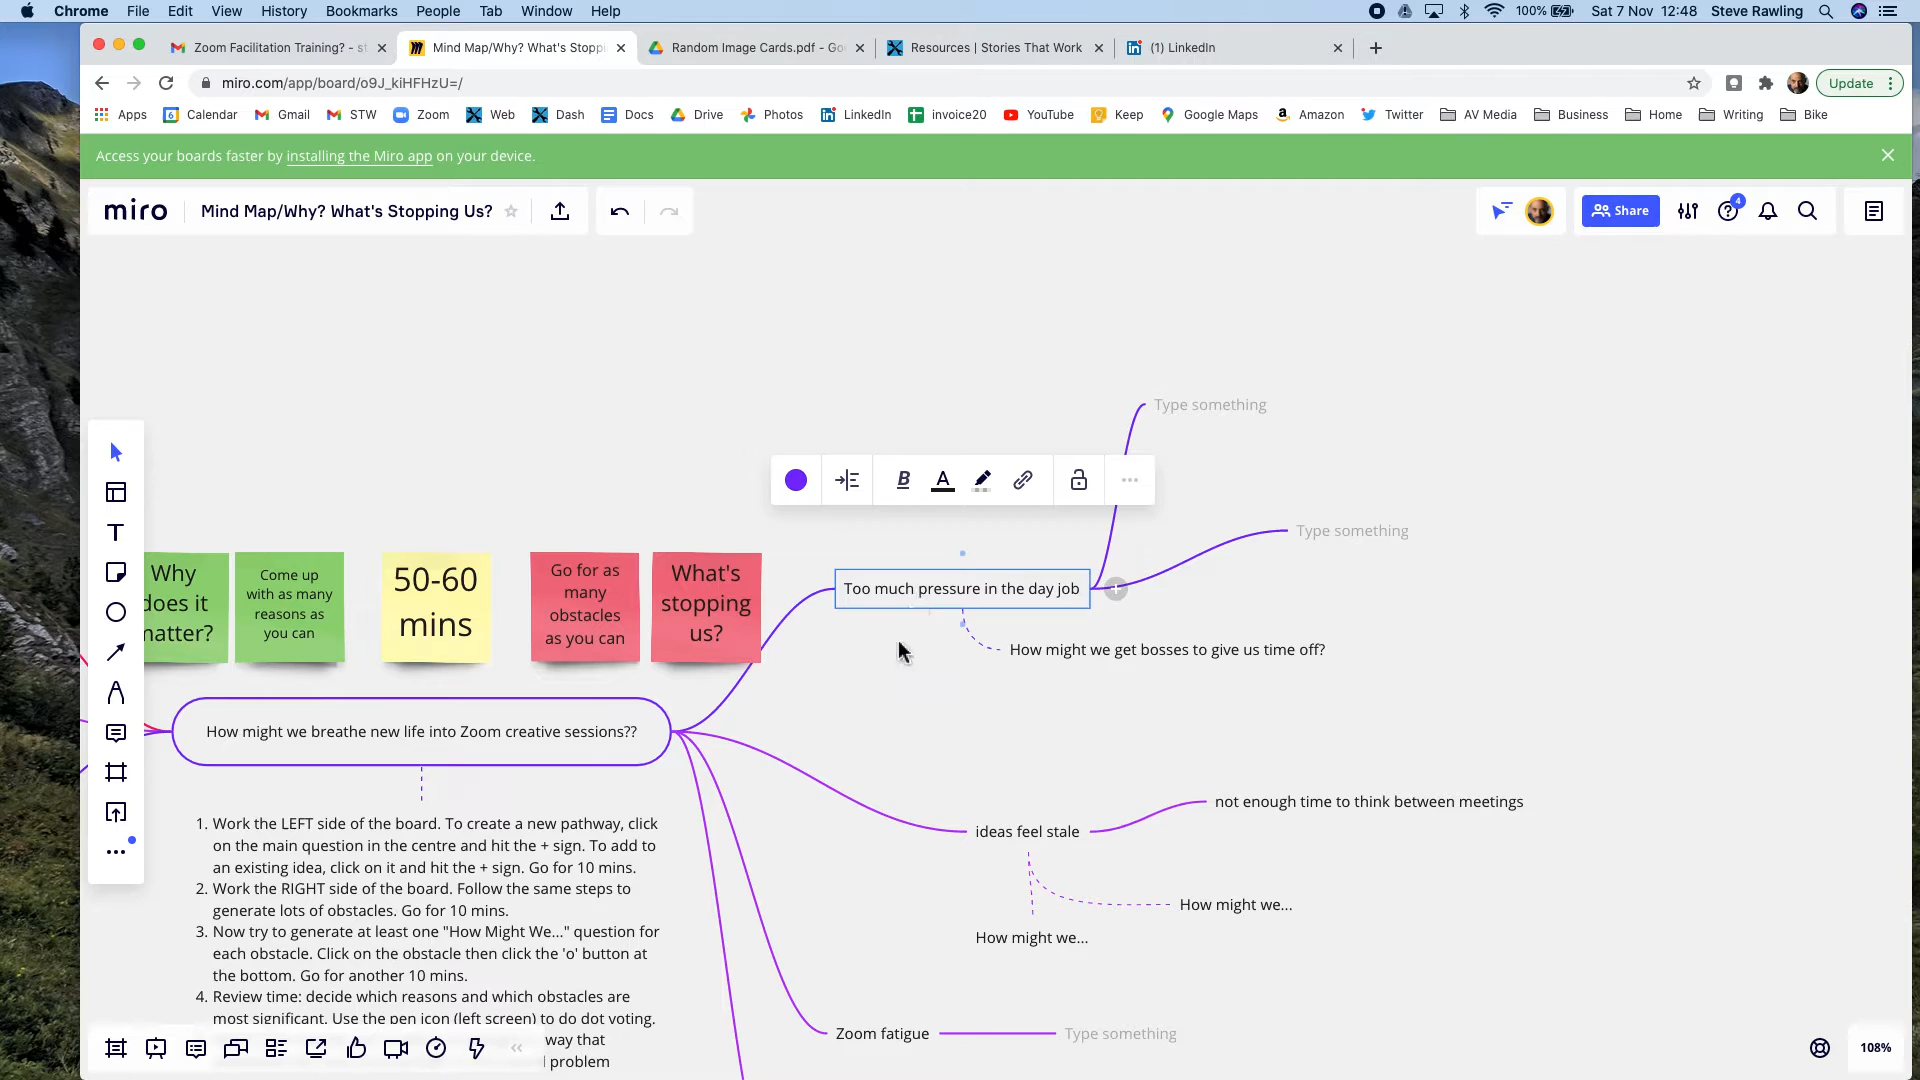 Chrome File Edit View History Bookmarks People Tab Window Help
100% Sat 7 Nov 12:48 Steve Rawling
Zoom Facilitation Training? - st
Mind Map/Why? What's Stoppi
Random Image Cards.pdf - Go
Resources | Stories That Work
(1) LinkedIn
miro.com/app/board/o9J_kiHFHzU=/
Update
Apps Calendar Gmail STW Zoom Web Dash Docs Drive Photos LinkedIn invoice20 YouTube Keep Google Maps Amazon Twitter AV Media Business Home Writing Bike
Access your boards faster by installing the Miro app on your device.
miro
Mind Map/Why? What's Stopping Us?
Share
4
Type something
B A
Type something
Why
does it
matter?
Come up
with as many
reasons as
you can
50-60
mins
Go for as
many
obstacles
as you can
What's
stopping
us?
Too much pressure in the day job
How might we get bosses to give us time off?
How might we breathe new life into Zoom creative sessions??
not enough time to think between meetings
ideas feel stale
How might we...
How might we...
1. Work the LEFT side of the board. To create a new pathway, click
on the main question in the centre and hit the + sign. To add to
an existing idea, click on it and hit the + sign. Go for 10 mins.
2. Work the RIGHT side of the board. Follow the same steps to
generate lots of obstacles. Go for 10 mins.
3. Now try to generate at least one "How Might We..." question for
each obstacle. Click on the obstacle then click the 'o' button at
the bottom. Go for another 10 mins.
4. Review time: decide which reasons and which obstacles are
most significant. Use the pen icon (left screen) to do dot voting.
way that
problem
Zoom fatigue
Type something
108%